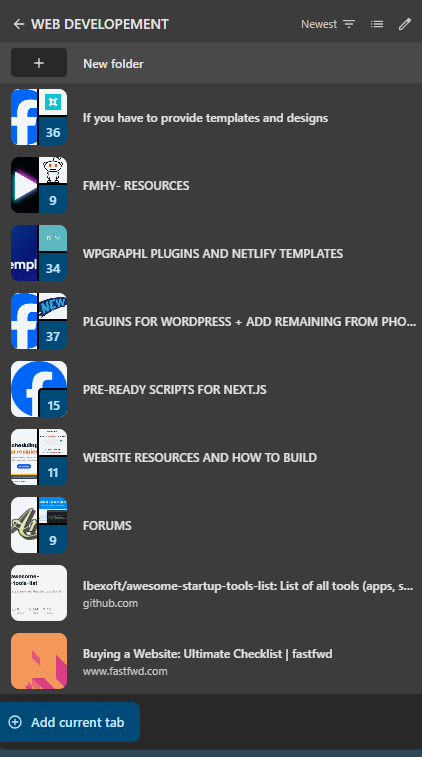 WEB DEVELOPEMENT
Newest
New folder
36
If you have to provide templates and designs
9
FMHY- RESOURCES
empl
34
WPGRAPHL PLUGINS AND NETLIFY TEMPLATES
NEW
37
PLGUINS FOR WORDPRESS + ADD REMAINING FROM PHO...
15
PRE-READY SCRIPTS FOR NEXT.JS
cheduling
11
WEBSITE RESOURCES AND HOW TO BUILD
9
FORUMS
awesome-
tools-list
Ibexoft/awesome-startup-tools-list: List of all tools (apps, s...
github.com
Buying a Website: Ultimate Checklist | fastfwd
www.fastfwd.com
Add current tab